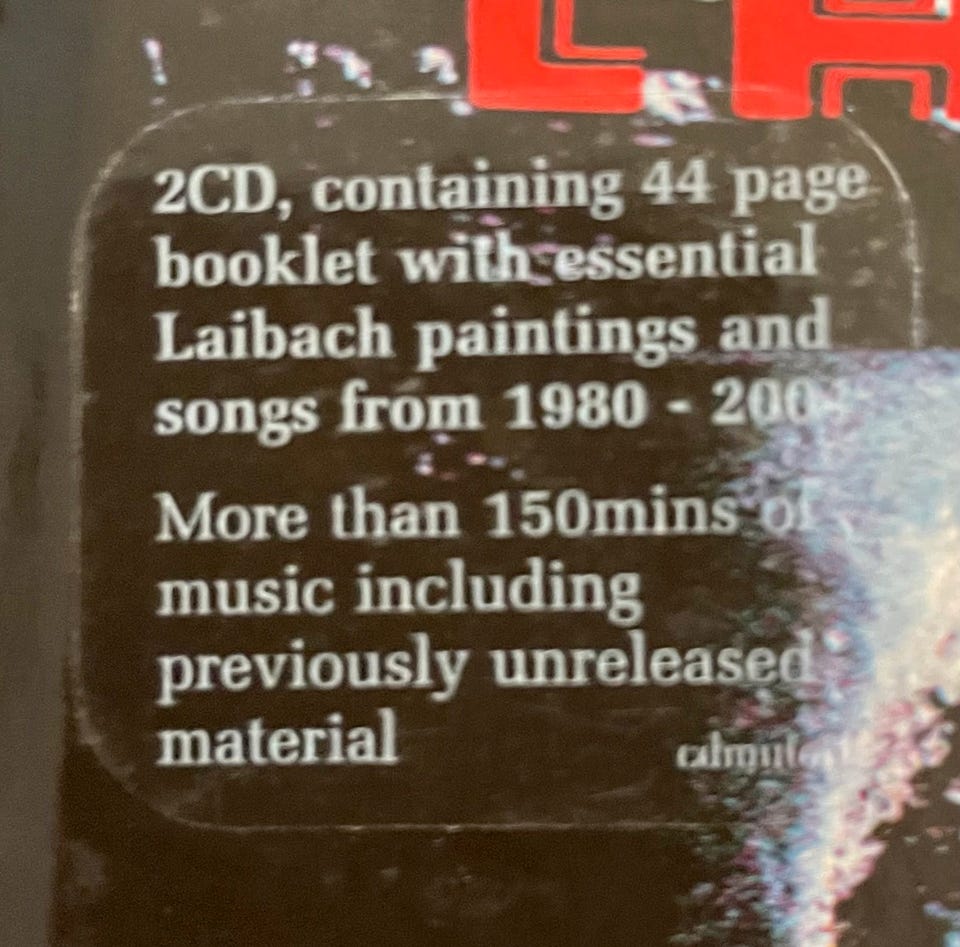 2CD, containing 44 page
booklet with essential
Laibach paintings and
songs from 1980 -
More than 150mins of
music including
previously unreleased
material